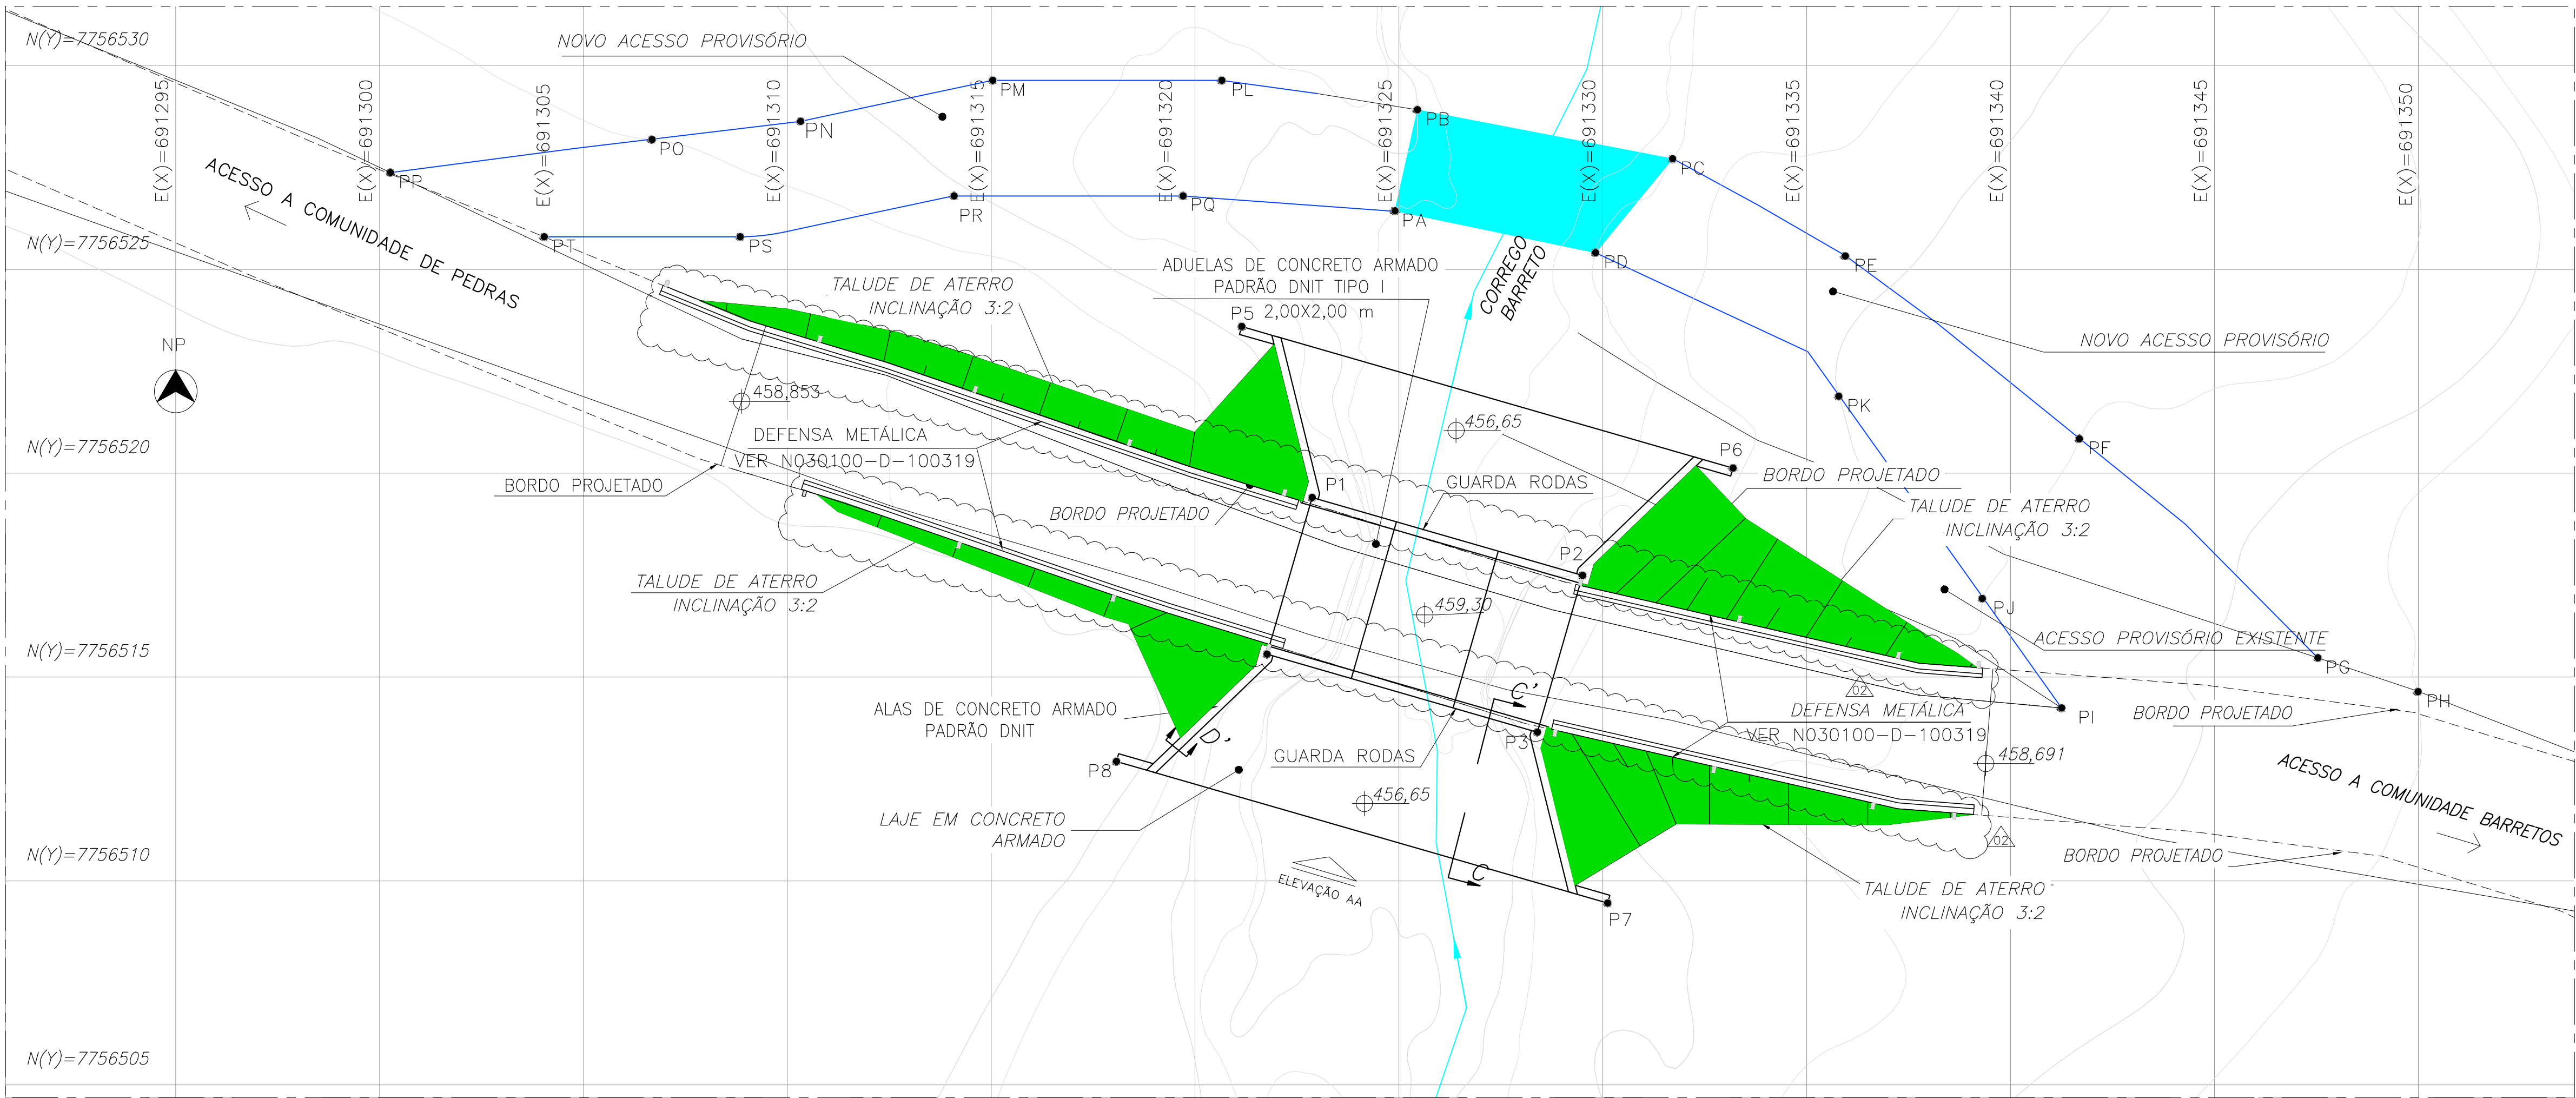 N(Y)=7756530
NOVO ACESSO PROVISÓRIO
E(X)=691295
E(X)=691300
E(X)=691305
E(X)=691310
E(X)=691315
E(X)=691320
E(X)=691325
E(X)=691330
E(X)=691335
E(X)=691340
E(X)=691345
E(X)=691350
PM
PL
PB
PN
PO
PC
PP
ACESSO A COMUNIDADE DE PEDRAS
PR
PQ
PA
N(Y)=7756525
PT
PS
PD
PE
CORREGO
BARRETO
ADUELAS DE CONCRETO ARMADO
PADRÃO DNIT TIPO I
2,00X2,00 m
TALUDE DE ATERRO
INCLINAÇÃO 3:2
P5
NP
NOVO ACESSO PROVISÓRIO
458,853
PK
456,65
DEFENSA METÁLICA
VER N030100-D-100319
N(Y)=7756520
PF
P6
BORDO PROJETADO
P1
GUARDA RODAS
BORDO PROJETADO
BORDO PROJETADO
TALUDE DE ATERRO
INCLINAÇÃO 3:2
P2
TALUDE DE ATERRO
INCLINAÇÃO 3:2
459,30
PJ
ACESSO PROVISÓRIO EXISTENTE
N(Y)=7756515
PG
02
C'
PH
ALAS DE CONCRETO ARMADO
PADRÃO DNIT
DEFENSA METÁLICA
VER N030100-D-100319
PI
BORDO PROJETADO
D'
P3
GUARDA RODAS
458,691
P8
ACESSO A COMUNIDADE BARRETOS
456,65
LAJE EM CONCRETO
ARMADO
02
N(Y)=7756510
BORDO PROJETADO
C
ELEVAÇÃO AA
TALUDE DE ATERRO
INCLINAÇÃO 3:2
P7
N(Y)=7756505